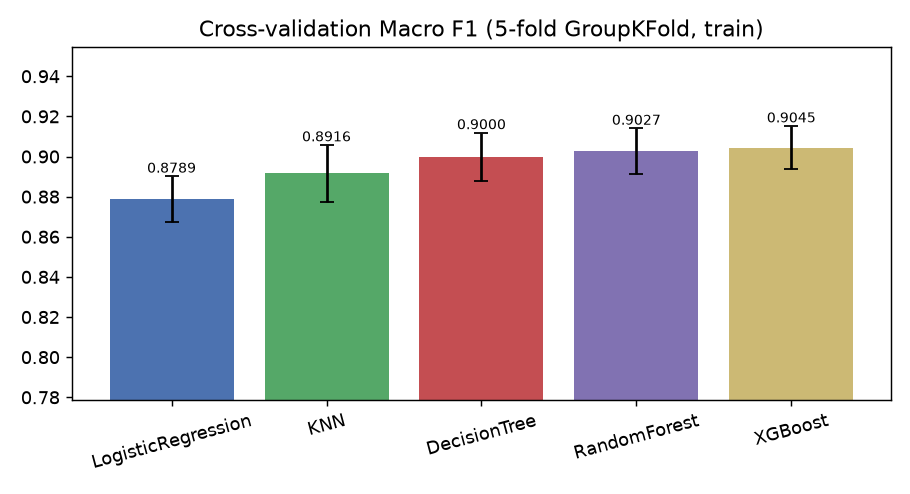 Cross-validation Macro F1 (5-fold GroupKFold, train)
0.94
0.92
0.90
0.88
0.86
0.84
0.82
0.80
0.78
0.8789
0.8916
0.9000
0.9027
0.9045
LogisticRegression
KNN
DecisionTree
RandomForest
XGBoost